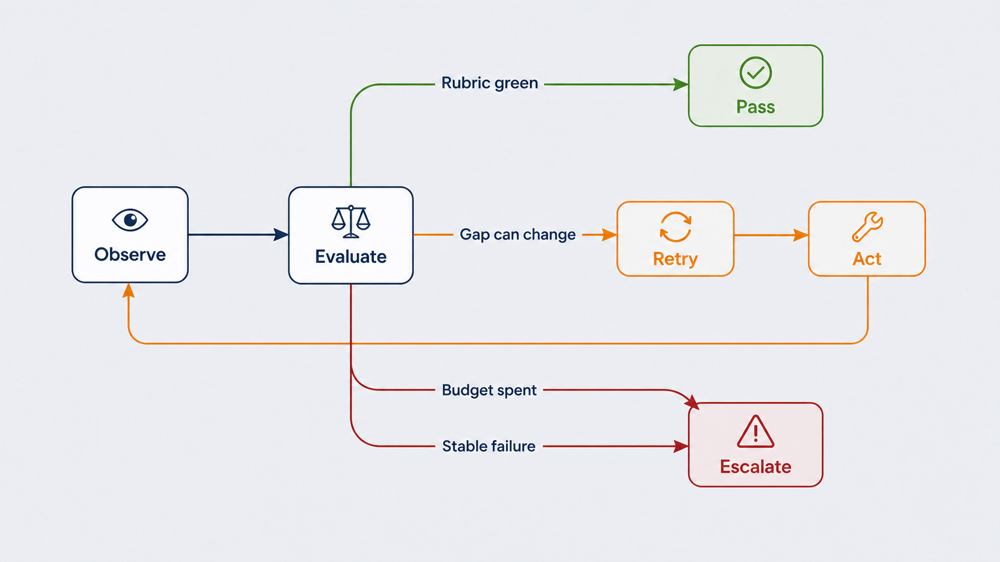 Rubric green
Pass
Observe
Evaluate
Gap can change
Retry
Act
Budget spent
Stable failure
Escalate